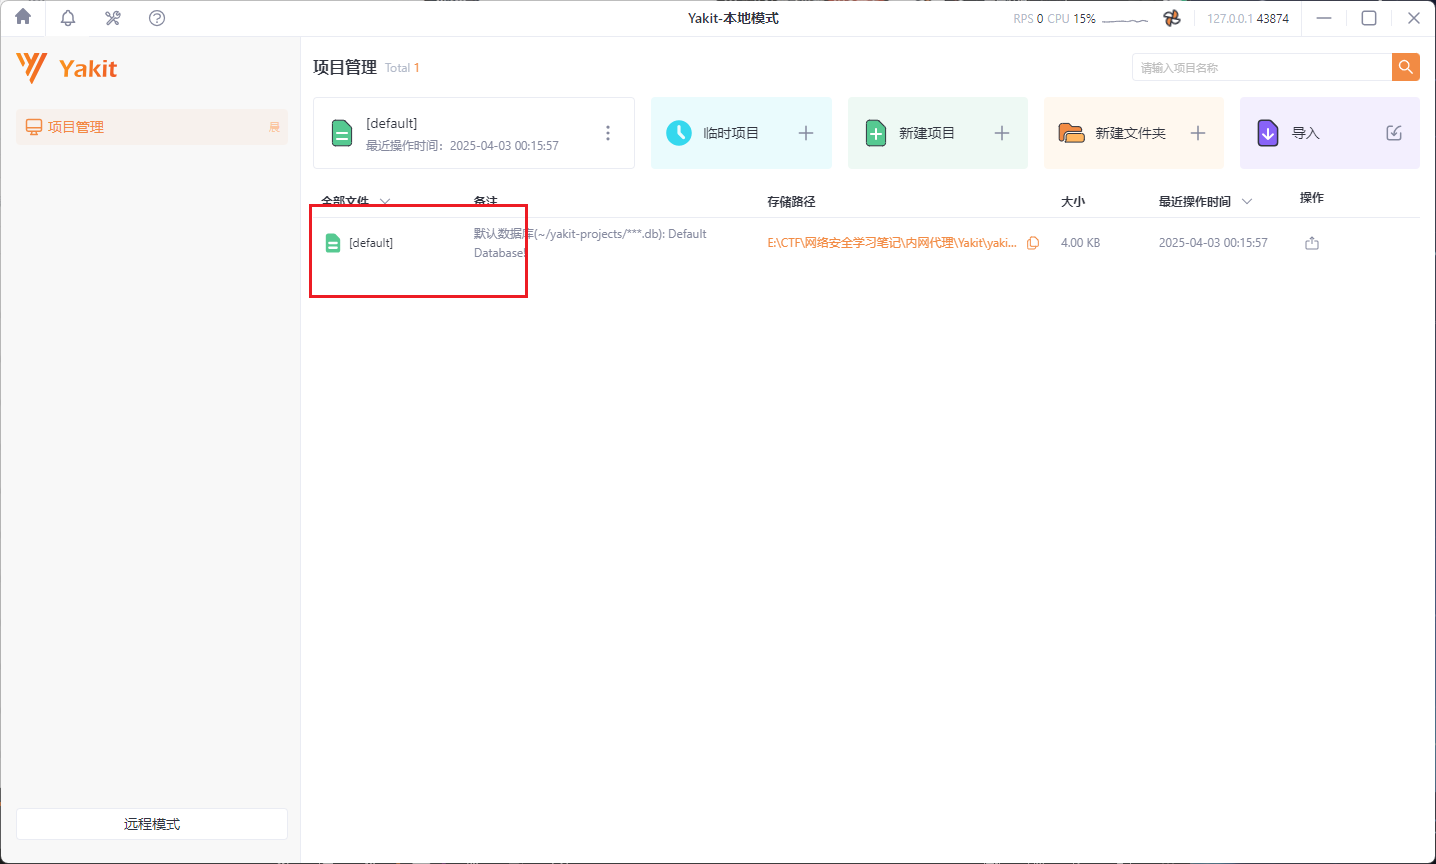 Yakit-本地模式
RPS 0 CPU 15%
127.0.0.1 43874
Yakit
项目管理
展
远程模式
项目管理 Total 1
请输入项目名称
[default]
最近操作时间：2025-04-03 00:15:57
临时项目
新建项目
新建文件夹
导入
全部文件 备注 存储路径 大小 最近操作时间 操作
[default]
默认数据库(~/yakit-projects/***.db): Default
Database!
E:\CTF\网络安全学习笔记\内网代理\Yakit\yaki...
4.00 KB
2025-04-03 00:15:57